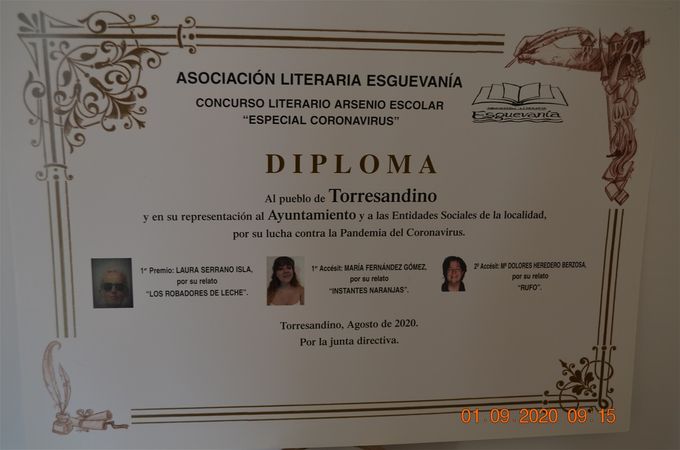 ASOCIACIÓN LITERARIA ESGUEVANÍA
CONCURSO LITERARIO ARSENIO ESCOLAR
“ESPECIAL CORONAVIRUS”
Esguevanía
DIPLOMA
Al pueblo de Torresandino
y en su representación al Ayuntamiento y a las Entidades Sociales de la localidad,
por su lucha contra la Pandemia del Coronavirus.
1er Premio: LAURA SERRANO ISLA,
por su relato
“LOS ROBADORES DE LECHE”.
1er Accésit: MARÍA FERNÁNDEZ GÓMEZ,
por su relato
“INSTANTES NARANJAS”.
2º Accésit: Mª DOLORES HEREDERO BERZOSA,
por su relato
“RUFO”.
Torresandino, Agosto de 2020.
Por la junta directiva.
01.09.2020 09:15